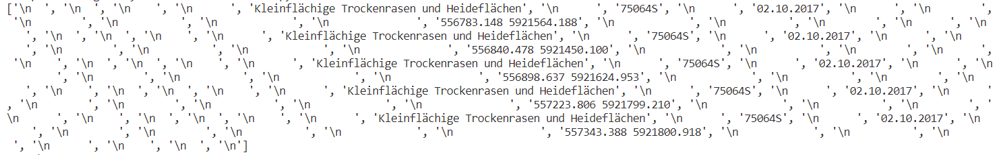 ['\n  ', '\n  ', '\n    ', '\n      ', 'Kleinflächige Trockenrasen und Heideflächen', '\n      ', '75064S', '\n      ', '02.10.2017', '\n      ', '\n        ',
'\n          ', '\n            ', '\n              ', '\n                ', '556783.148 5921564.188', '\n              ', '\n            ', '\n          ', '\n
    ', '\n  ', '\n  ', '\n    ', '\n      ', 'Kleinflächige Trockenrasen und Heideflächen', '\n      ', '75064S', '\n      ', '02.10.2017', '\n      ', '\n
    ', '\n          ', '\n            ', '\n              ', '\n                ', '556840.478 5921450.100', '\n              ', '\n            ', '\n          ',
'\n      ', '\n    ', '\n  ', '\n  ', '\n    ', '\n      ', 'Kleinflächige Trockenrasen und Heideflächen', '\n      ', '75064S', '\n      ', '02.10.2017', '\n      ', '\n
        ', '\n          ', '\n            ', '\n              ', '\n                ', '556898.637 5921624.953', '\n              ', '\n            ', '\n
    ', '\n      ', '\n    ', '\n  ', '\n  ', '\n    ', '\n      ', 'Kleinflächige Trockenrasen und Heideflächen', '\n      ', '75064S', '\n      ', '02.10.2017', '\n      '
, '\n        ', '\n          ', '\n            ', '\n              ', '\n                ', '557223.806 5921799.210', '\n              ', '\n            ', '\n          ', '
\n        ', '\n      ', '\n    ', '\n  ', '\n  ', '\n    ', '\n      ', 'Kleinflächige Trockenrasen und Heideflächen', '\n      ', '75064S', '\n      ', '02.10.2017', '\n
    ', '\n        ', '\n          ', '\n            ', '\n              ', '\n                ', '557343.388 5921800.918', '\n              ', '\n            ', '\n
', '\n      ', '\n    ', '\n  ', '\n']